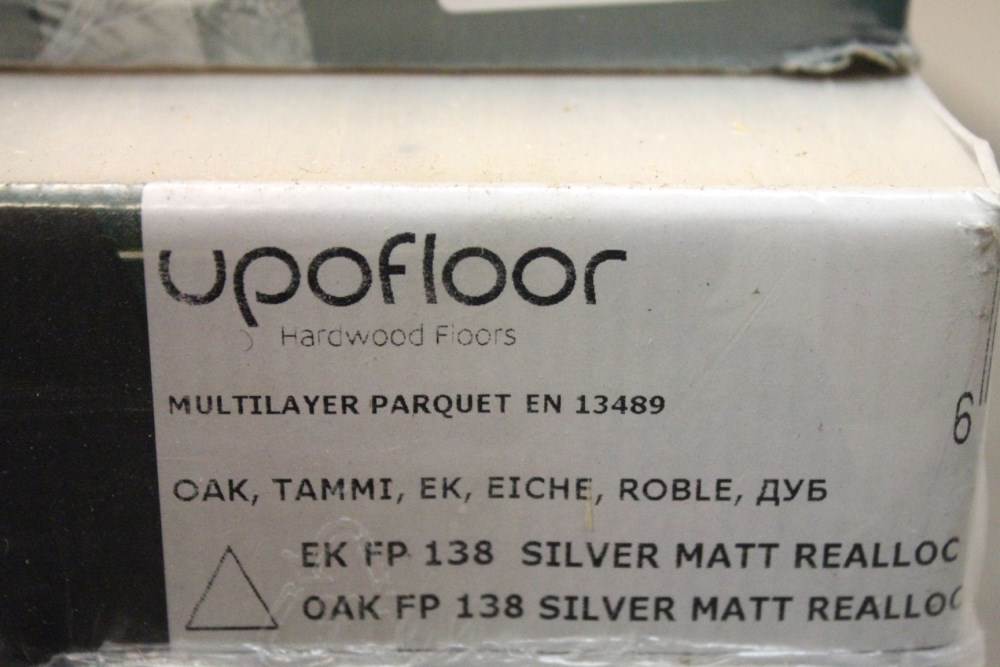 upofloor
Hardwood Floors
MULTILAYER PARQUET EN 13489
6
OAK, TAMMI, EK, EICHE, ROBLE, ДУБ
EK FP 138 SILVER MATT REALLOC
OAK FP 138 SILVER MATT REALLOC